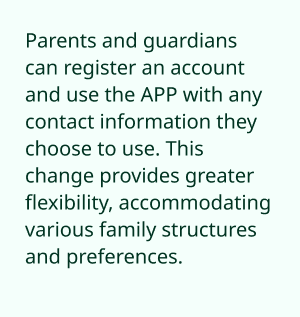 Parents and guardians
can register an account
and use the APP with any
contact information they
choose to use. This
change provides greater
flexibility, accommodating
various family structures
and preferences.